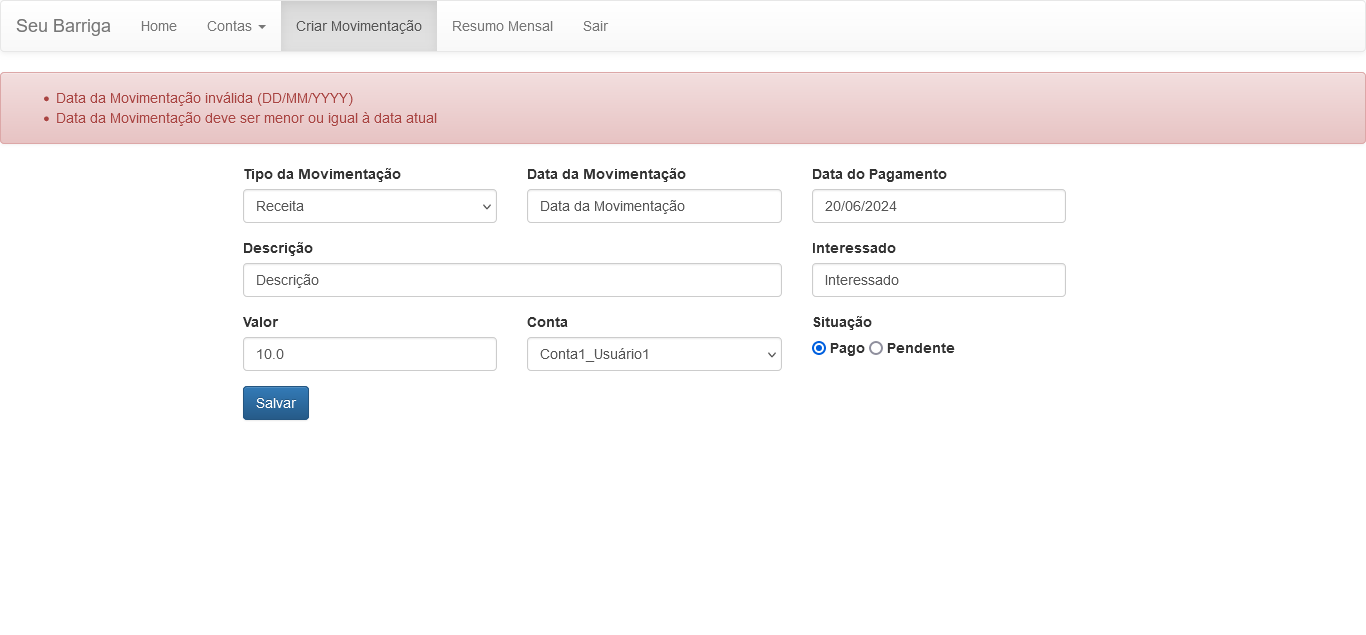 Seu Barriga Home Contas Criar Movimentação Resumo Mensal Sair
Data da Movimentação inválida (DD/MM/YYYY)
Data da Movimentação deve ser menor ou igual à data atual
Tipo da Movimentação Data da Movimentação Data do Pagamento
Receita Data da Movimentação 20/06/2024
Descrição Interessado
Descrição Interessado
Valor Conta Situação
10.0 Conta1_Usuário1 Pago Pendente
Salvar